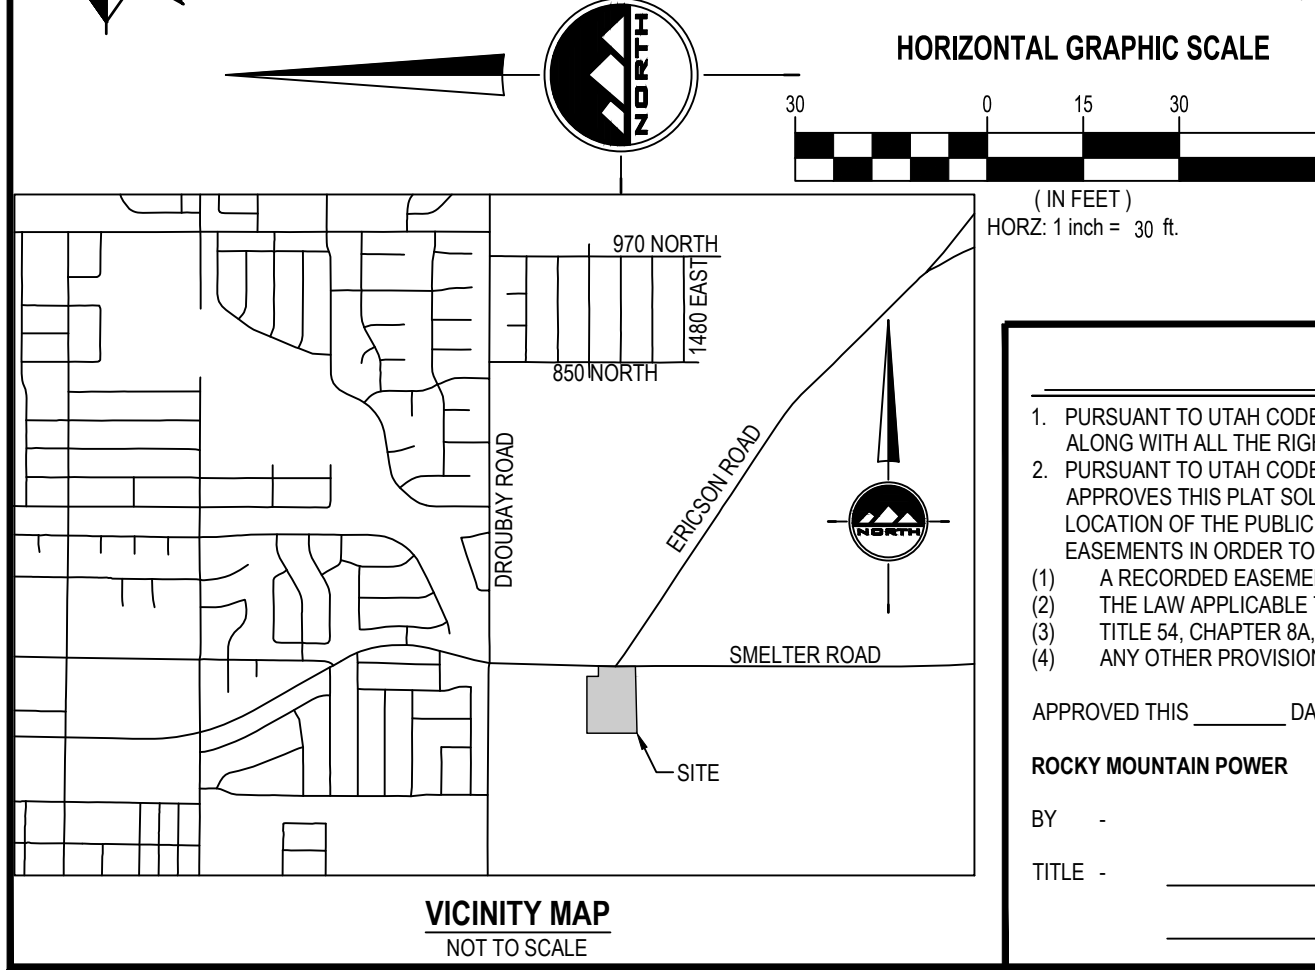 NORTH
HORIZONTAL GRAPHIC SCALE
30 0 15 30
( IN FEET )
HORZ: 1 inch = 30 ft.
970 NORTH
1480 EAST
850 NORTH
DROUBAY ROAD
ERICSON ROAD
NORTH
SMELTER ROAD
SITE
VICINITY MAP
NOT TO SCALE
1. PURSUANT TO UTAH CODE
ALONG WITH ALL THE RIGH
2. PURSUANT TO UTAH CODE
APPROVES THIS PLAT SOL
LOCATION OF THE PUBLIC
EASEMENTS IN ORDER TO
(1) A RECORDED EASEME
(2) THE LAW APPLICABLE
(3) TITLE 54, CHAPTER 8A,
(4) ANY OTHER PROVISION
APPROVED THIS ________ DA
ROCKY MOUNTAIN POWER
BY -
TITLE -